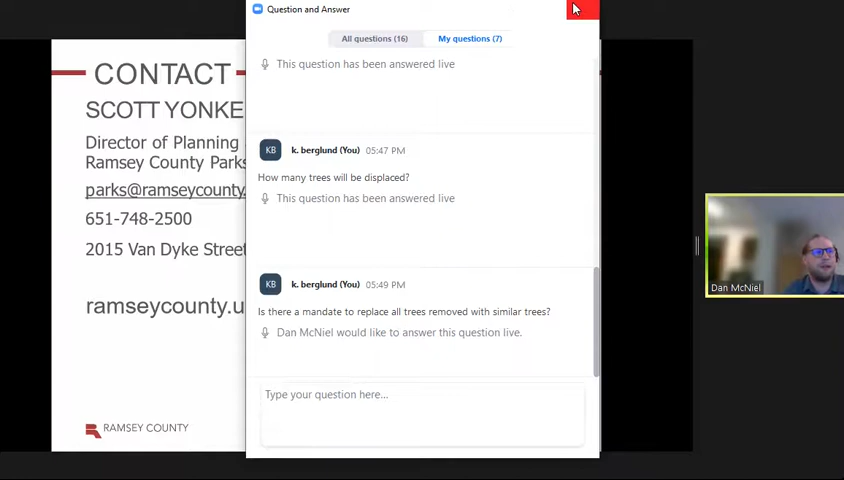 Question and Answer
All questions (16)
My questions (7)
This question has been answered live
KB
k. berglund (You) 05:47 PM
How many trees will be displaced?
This question has been answered live
KB
k. berglund (You) 05:49 PM
Is there a mandate to replace all trees removed with similar trees?
Dan McNiel would like to answer this question live.
Type your question here...
CONTACT
SCOTT YONKE
Director of Planning
Ramsey County Parks
parks@ramseycounty.
651-748-2500
2015 Van Dyke Street
ramseycounty.u
RAMSEY COUNTY
Dan McNiel